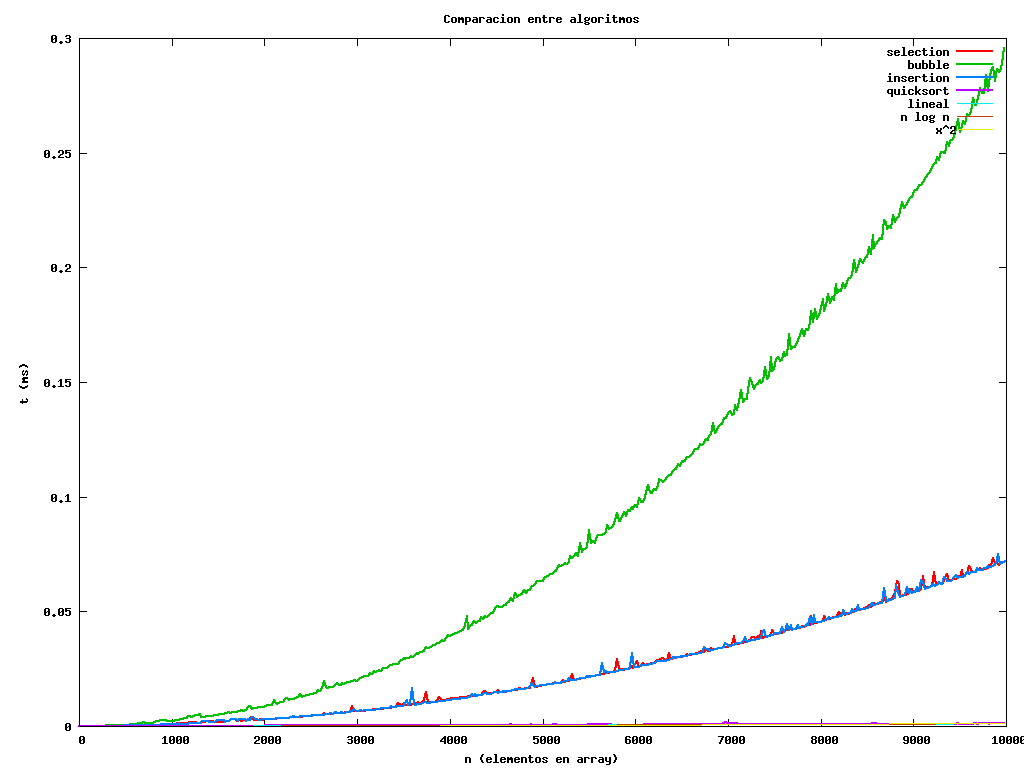 Comparacion entre algoritmos
0.3
0.25
0.2
0.15
0.1
0.05
0
t (ms)
selection
bubble
insertion
quicksort
lineal
n log n
x^2
0 1000 2000 3000 4000 5000 6000 7000 8000 9000 10000
n (elementos en array)